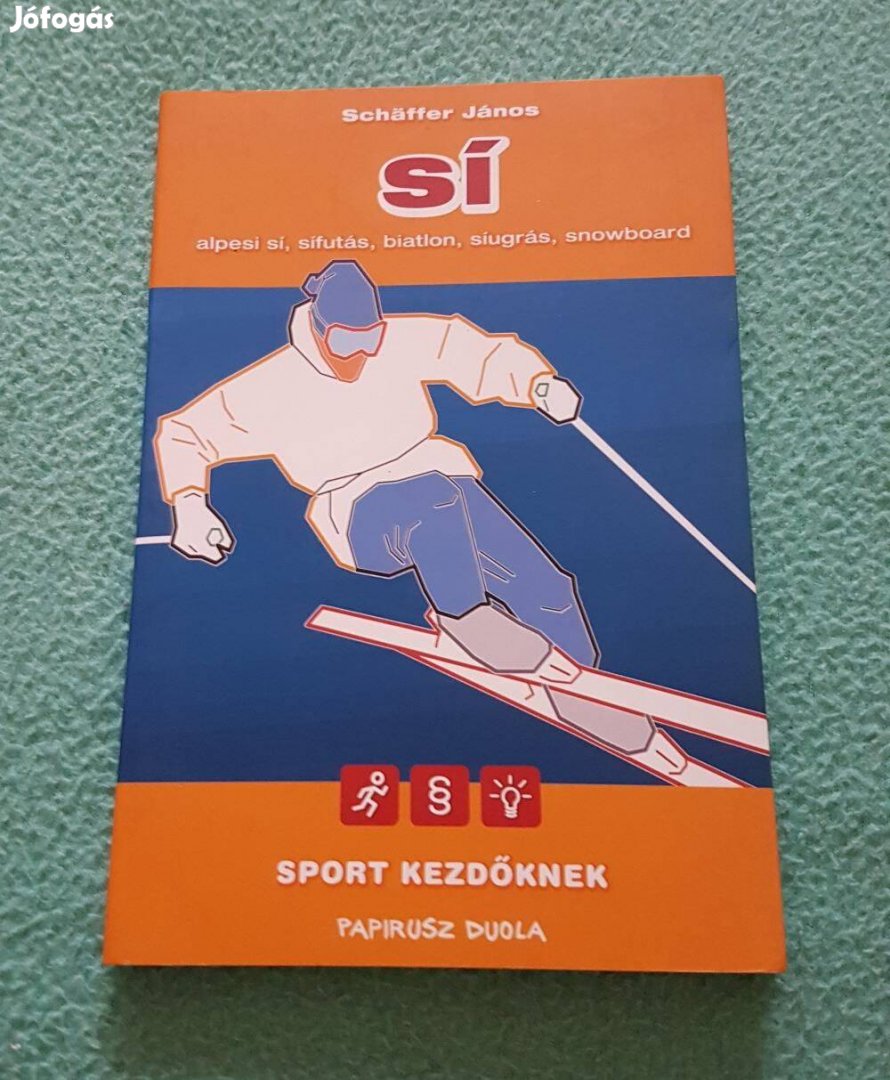 Jófogás
Schäffer János
sí
alpesi sí, sífutás, biatlon, síugrás, snowboard
§
SPORT KEZDŐKNEK
PAPIRUSZ DUOLA